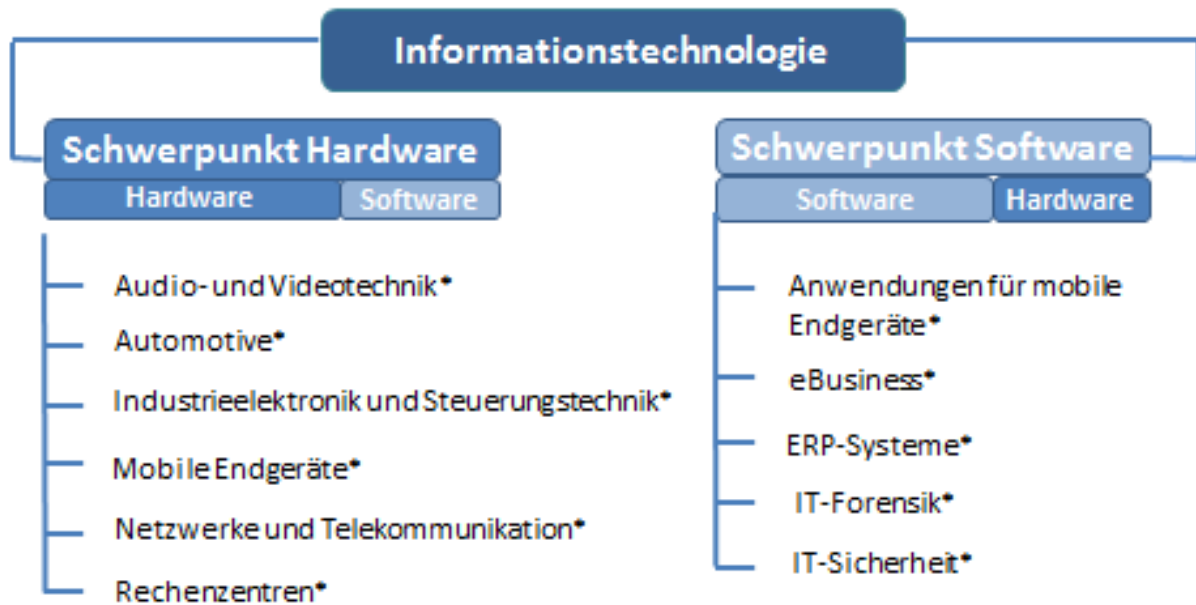 Informationstechnologie
Schwerpunkt Hardware
Hardware
Software
Audio- und Videotechnik*
Automotive*
Industrieelektronik und Steuerungstechnik*
Mobile Endgeräte*
Netzwerke und Telekommunikation*
Rechenzentren*
Schwerpunkt Software
Software
Hardware
Anwendungen für mobile
Endgeräte*
eBusiness*
ERP-Systeme*
IT-Forensik*
IT-Sicherheit*